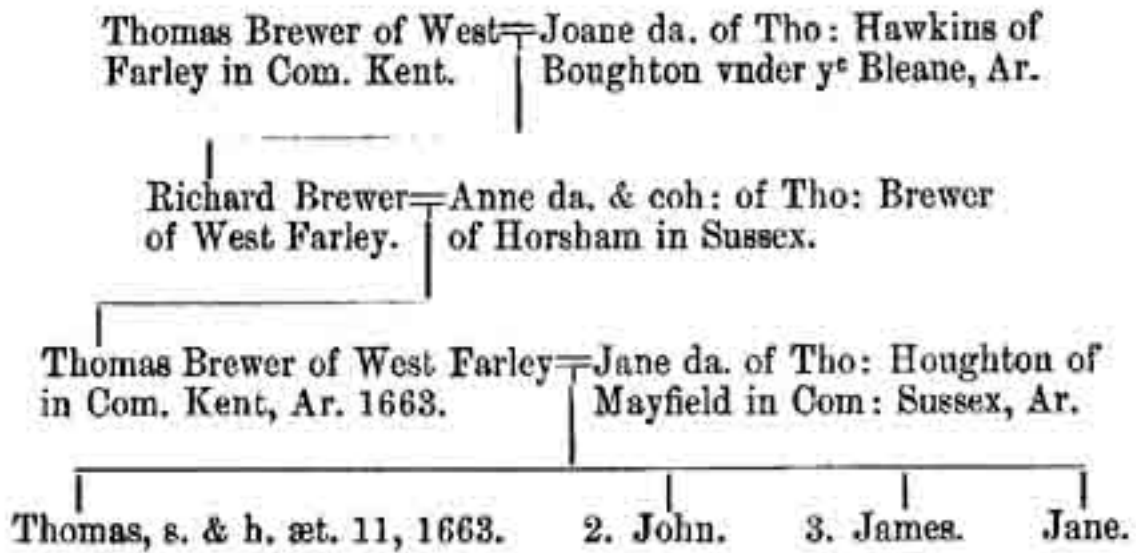 Thomas Brewer of West=Joane da. of Tho: Hawkins of
Farley in Com. Kent. Boughton vnder yᵉ Bleane, Ar.
Richard Brewer=Anne da. & coh: of Tho: Brewer
of West Farley. of Horsham in Sussex.
Thomas Brewer of West Farley=Jane da. of Tho: Houghton of
in Com. Kent, Ar. 1663. Mayfield in Com: Sussex, Ar.
Thomas, s. & h. æt. 11, 1663. 2. John. 3. James. Jane.